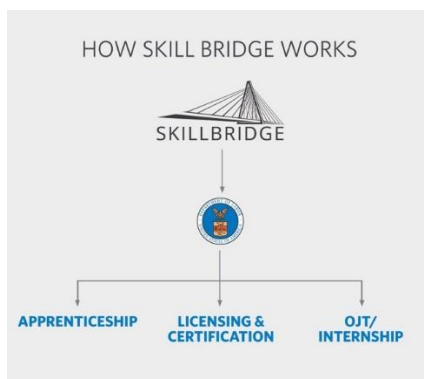 HOW SKILL BRIDGE WORKS
SKILLBRIDGE
APPRENTICESHIP
LICENSING &
CERTIFICATION
OJT/
INTERNSHIP